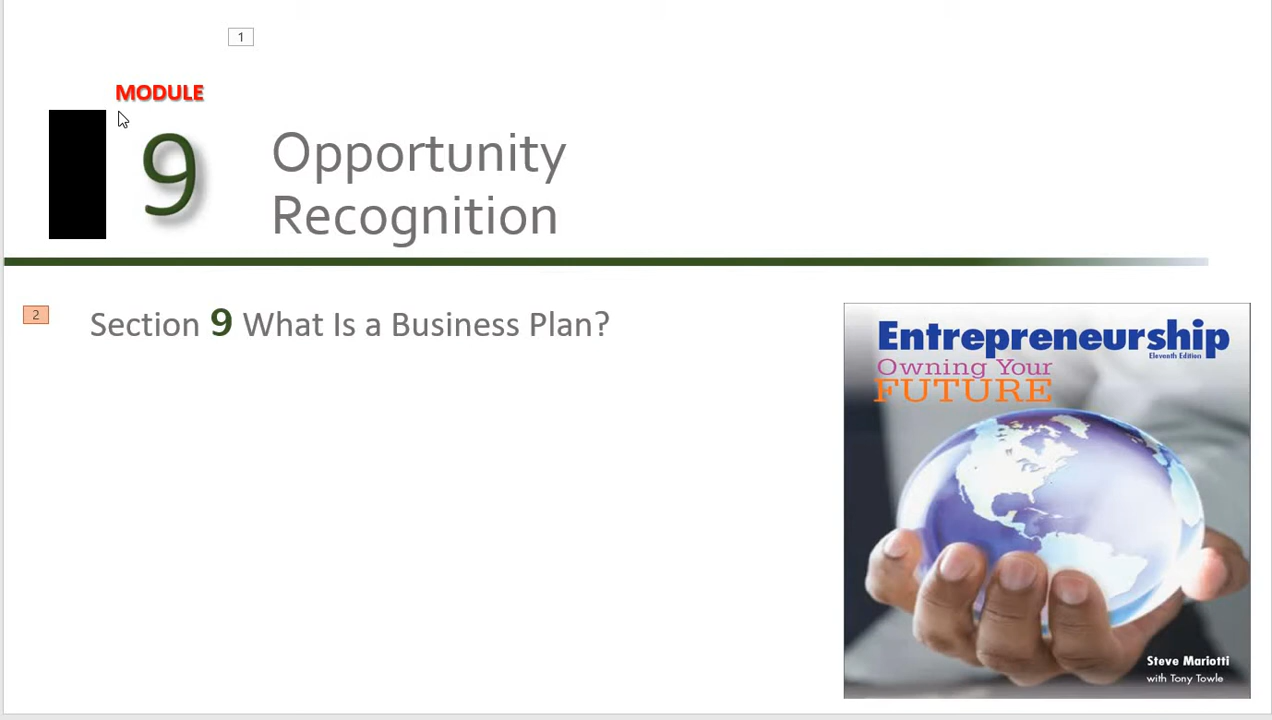 1
MODULE
9
Opportunity
Recognition
2
Section 9 What Is a Business Plan?
Entrepreneurship
Eleventh Edition
Owning Your
FUTURE
Steve Mariotti
with Tony Towle